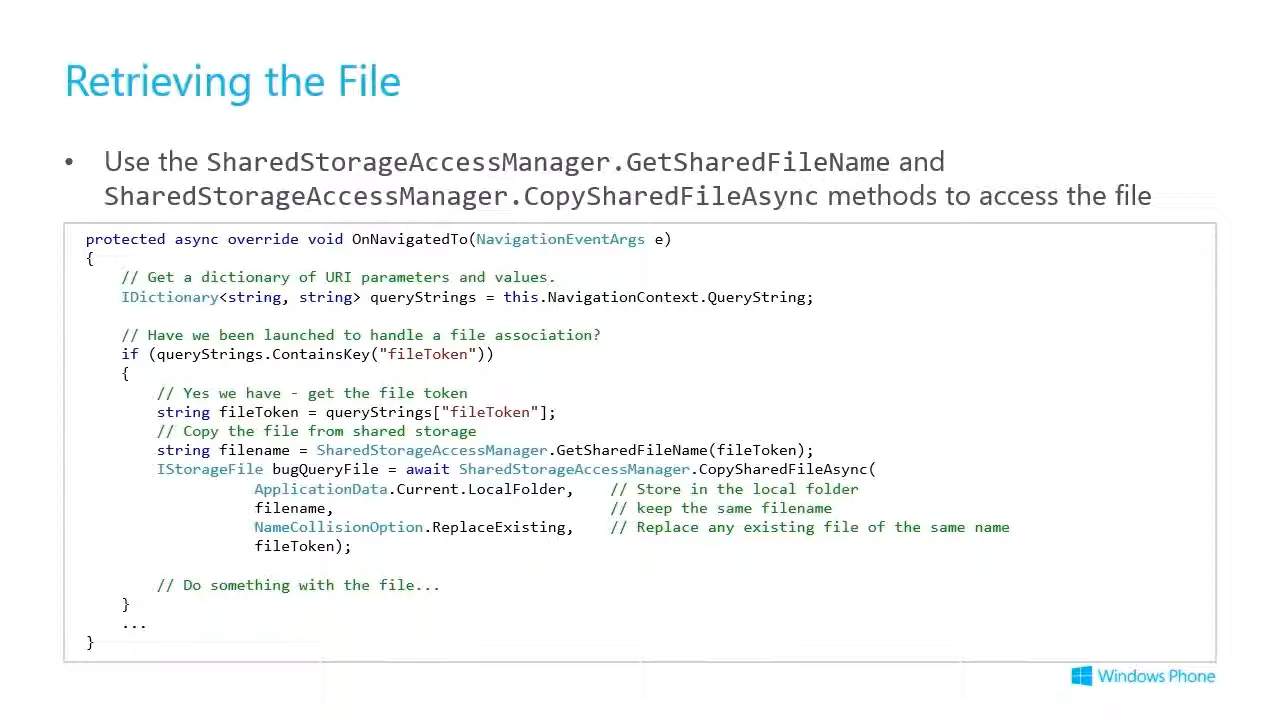 Retrieving the File
• Use the SharedStorageAccessManager.GetSharedFileName and
SharedStorageAccessManager.CopySharedFileAsync methods to access the file
protected async override void OnNavigatedTo(NavigationEventArgs e)
{
    // Get a dictionary of URI parameters and values.
    IDictionary<string, string> queryStrings = this.NavigationContext.QueryString;

    // Have we been launched to handle a file association?
    if (queryStrings.ContainsKey("fileToken"))
    {
        // Yes we have - get the file token
        string fileToken = queryStrings["fileToken"];
        // Copy the file from shared storage
        string filename = SharedStorageAccessManager.GetSharedFileName(fileToken);
        IStorageFile bugQueryFile = await SharedStorageAccessManager.CopySharedFileAsync(
                   ApplicationData.Current.LocalFolder,    // Store in the local folder
                   filename,                               // keep the same filename
                   NameCollisionOption.ReplaceExisting,    // Replace any existing file of the same name
                   fileToken);

        // Do something with the file...
    }
    ...
}
Windows Phone